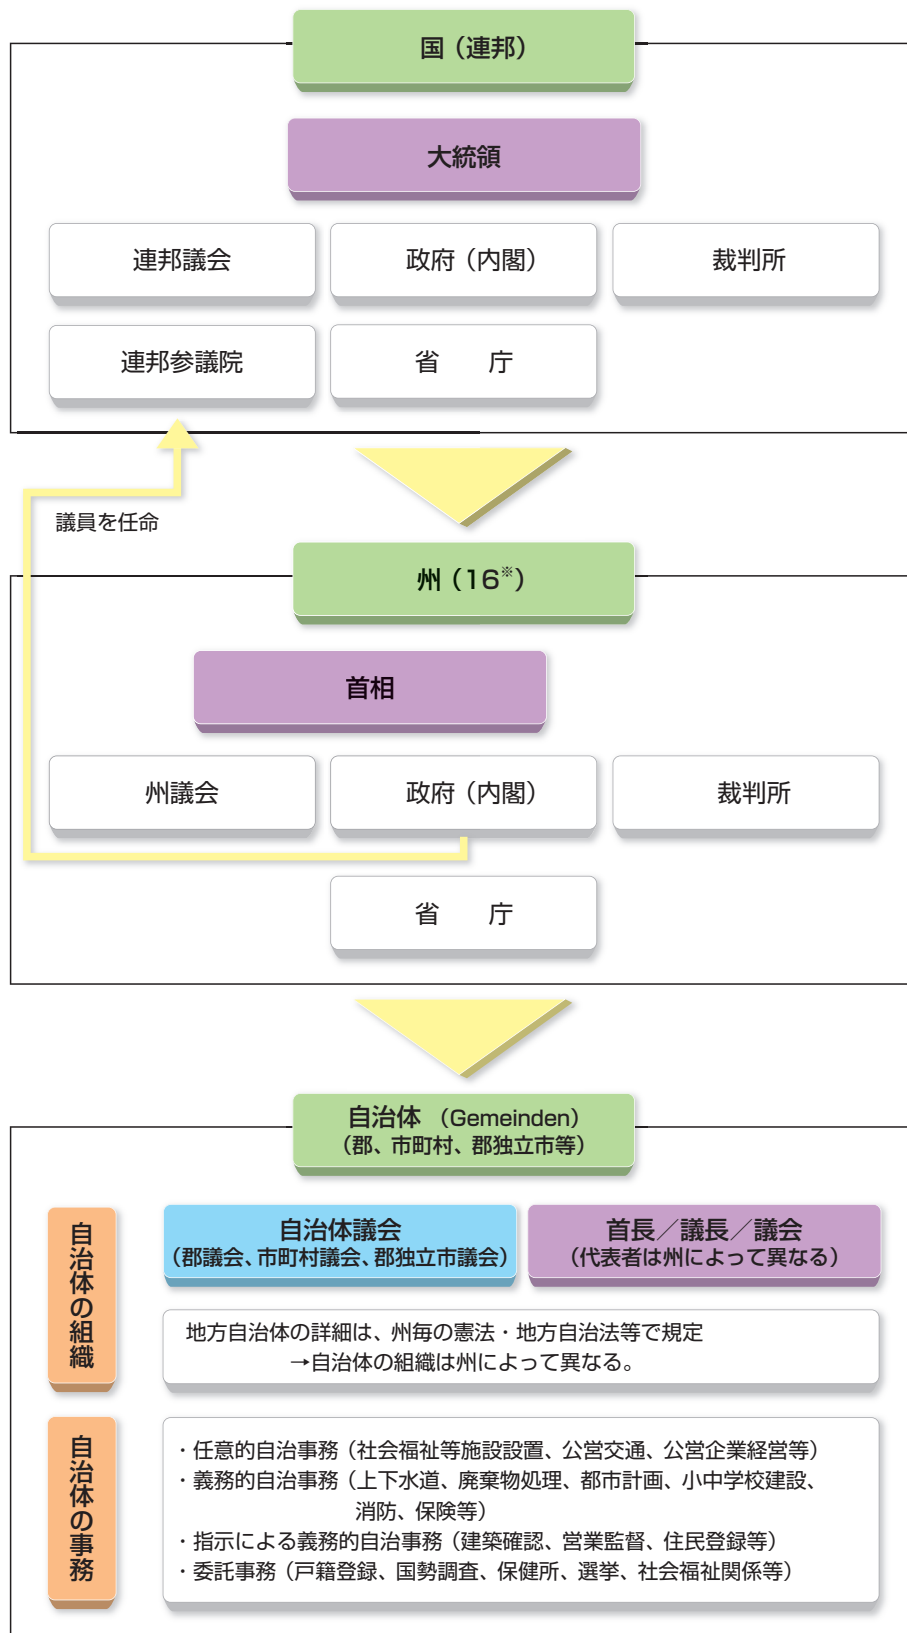 国（連邦）
大統領
連邦議会
政府（内閣）
裁判所
連邦参議院
省　庁
議員を任命
州（16※）
首相
州議会
政府（内閣）
裁判所
省　庁
自治体（Gemeinden）
（郡、市町村、郡独立市等）
自治体の組織
自治体議会
（郡議会、市町村議会、郡独立市議会）
首長／議長／議会
（代表者は州によって異なる）
地方自治体の詳細は、州毎の憲法・地方自治法等で規定
→自治体の組織は州によって異なる。
自治体の事務
・任意的自治事務（社会福祉等施設設置、公営交通、公営企業経営等）
・義務的自治事務（上下水道、廃棄物処理、都市計画、小中学校建設、
消防、保険等）
・指示による義務的自治事務（建築確認、営業監督、住民登録等）
・委託事務（戸籍登録、国勢調査、保健所、選挙、社会福祉関係等）